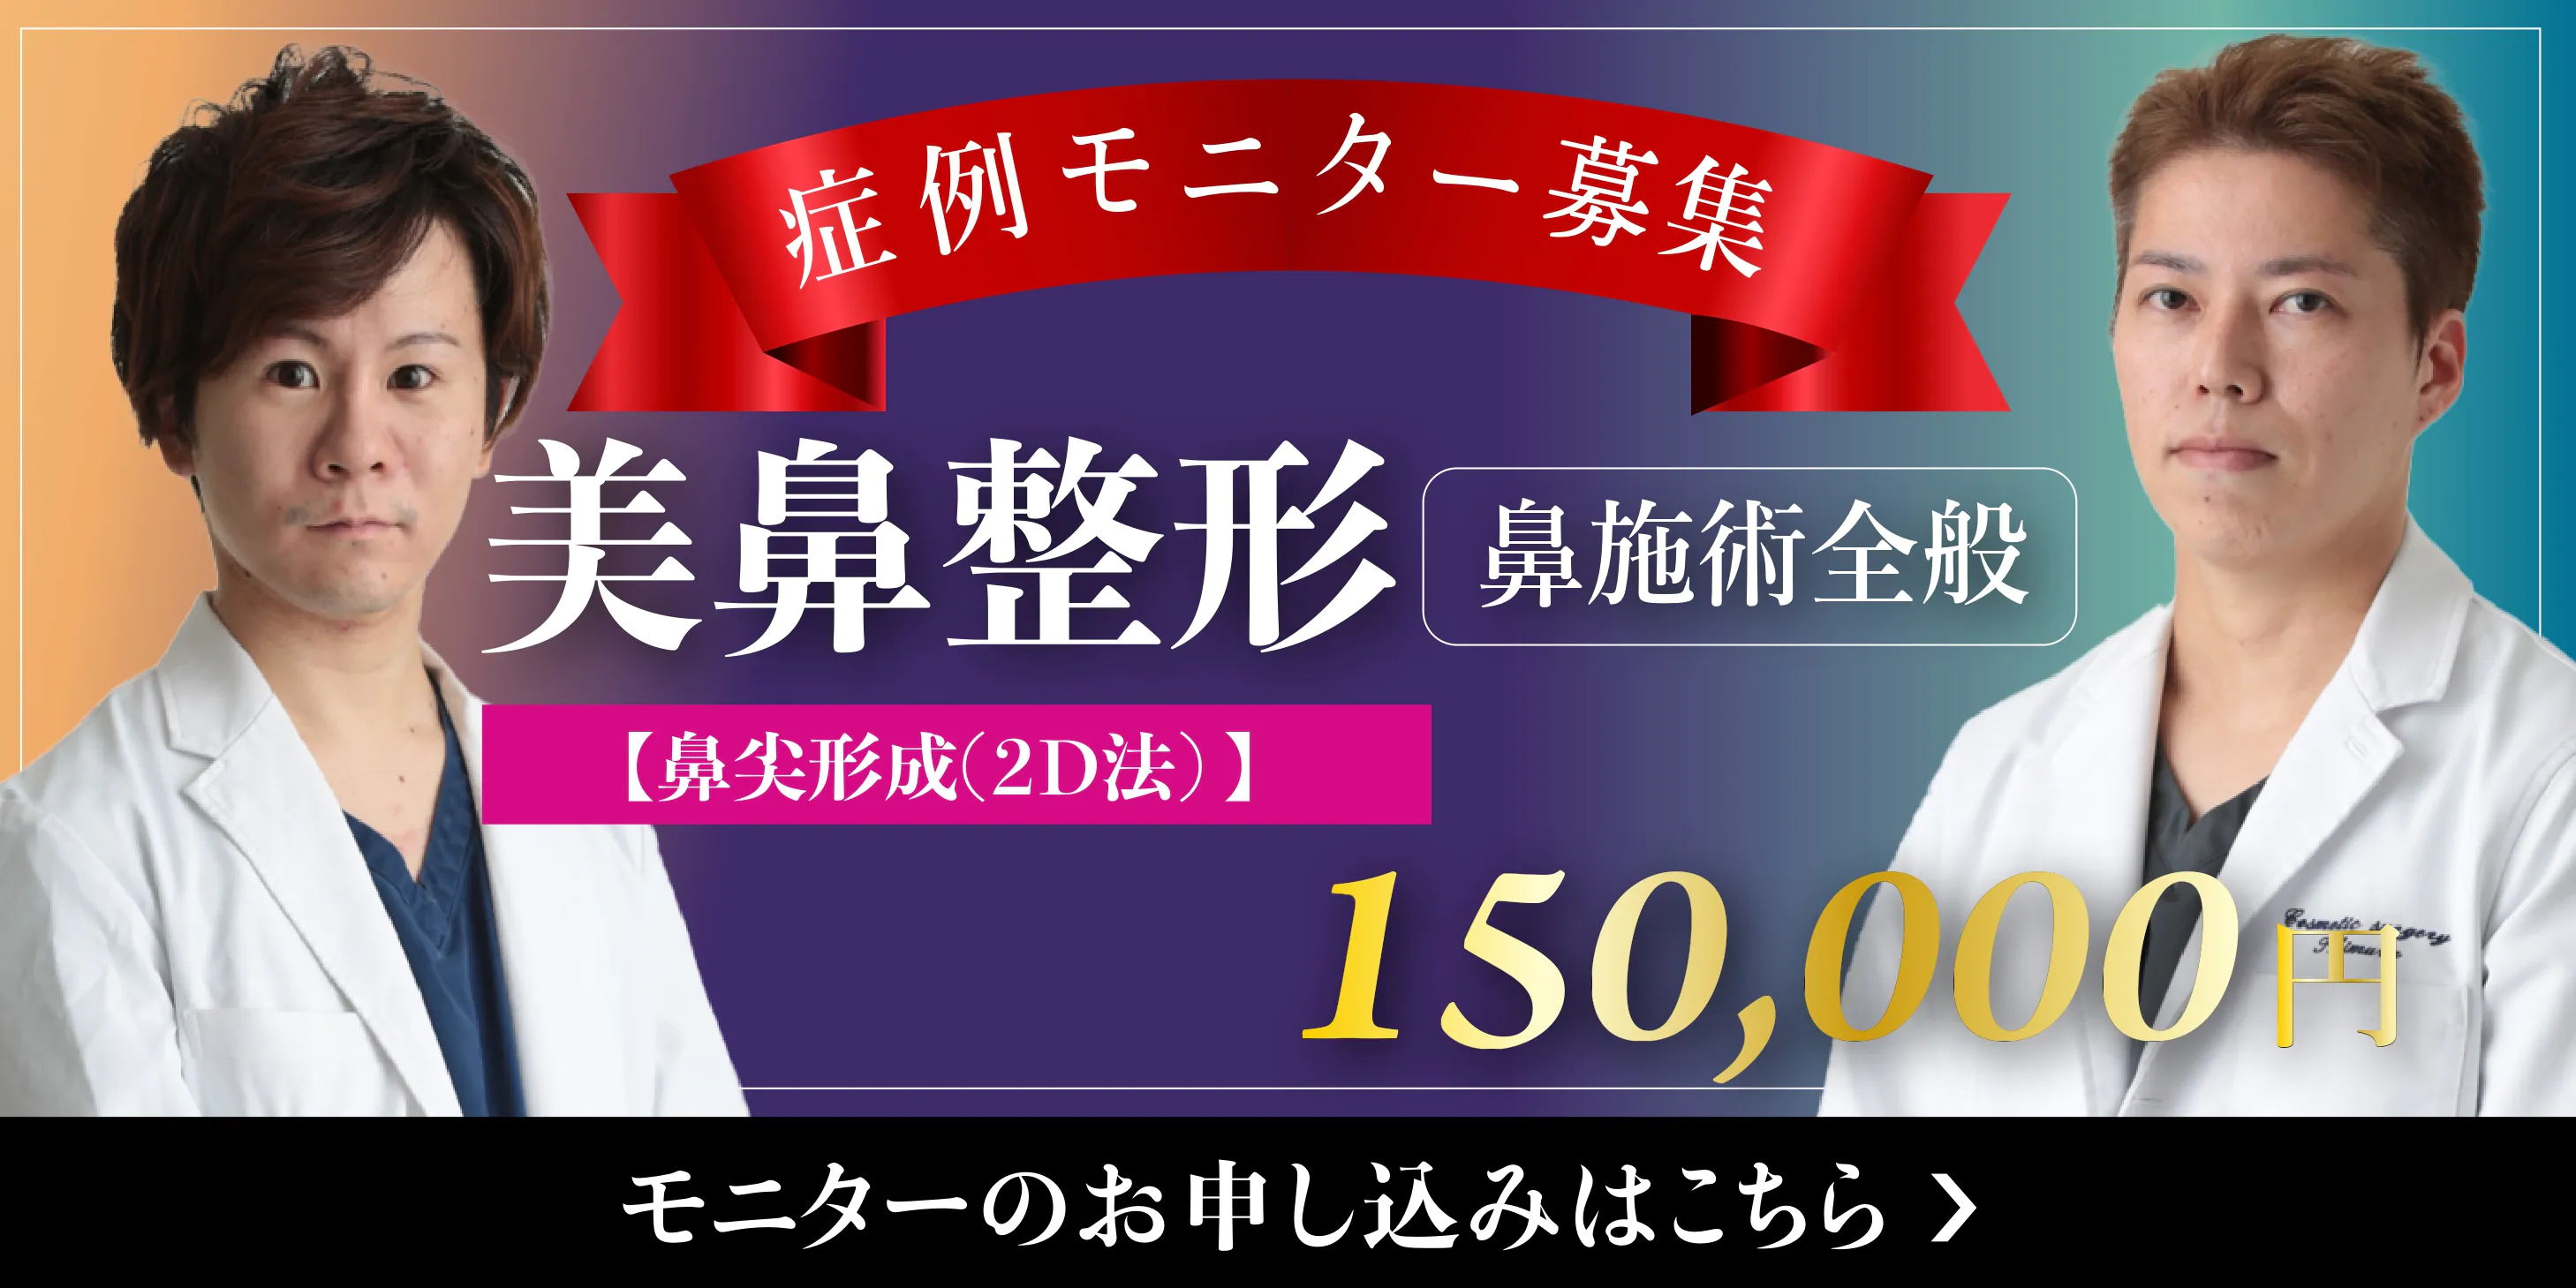 症例モニター募集
美鼻整形 鼻施術全般
【鼻尖形成(2D法)】
150,000円
Cosmetic surgery
モニターのお申し込みはこちら >